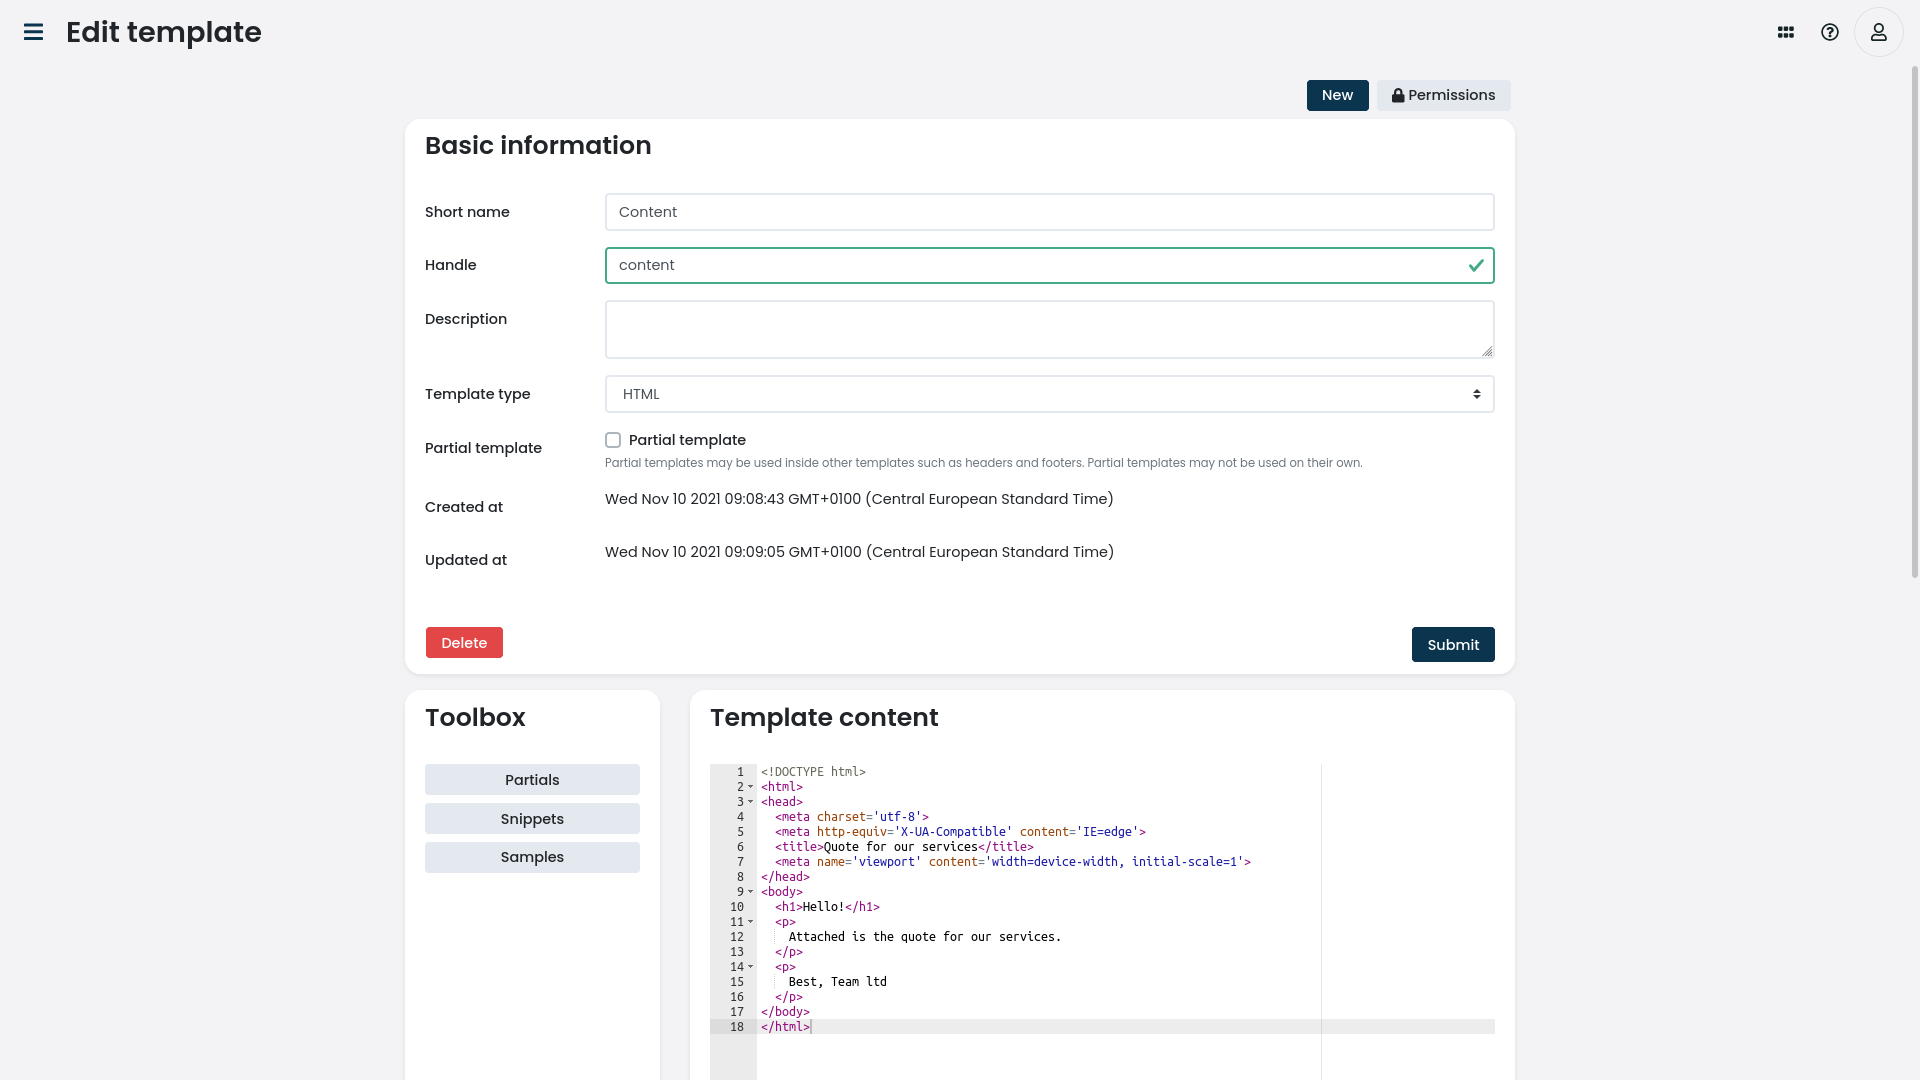 Edit template
New
Permissions
Basic information
Short name
Content
Handle
content
Description
Template type
HTML
Partial template
Partial template
Partial templates may be used inside other templates such as headers and footers. Partial templates may not be used on their own.
Created at
Wed Nov 10 2021 09:08:43 GMT+0100 (Central European Standard Time)
Updated at
Wed Nov 10 2021 09:09:05 GMT+0100 (Central European Standard Time)
Delete
Submit
Toolbox
Partials
Snippets
Samples
Template content
1 <!DOCTYPE html>
2 <html>
3 <head>
4 <meta charset='utf-8'>
5 <meta http-equiv='X-UA-Compatible' content='IE=edge'>
6 <title>Quote for our services</title>
7 <meta name='viewport' content='width=device-width, initial-scale=1'>
8 </head>
9 <body>
10 <h1>Hello!</h1>
11 <p>
12 Attached is the quote for our services.
13 </p>
14 <p>
15 Best, Team ltd
16 </p>
17 </body>
18 </html>